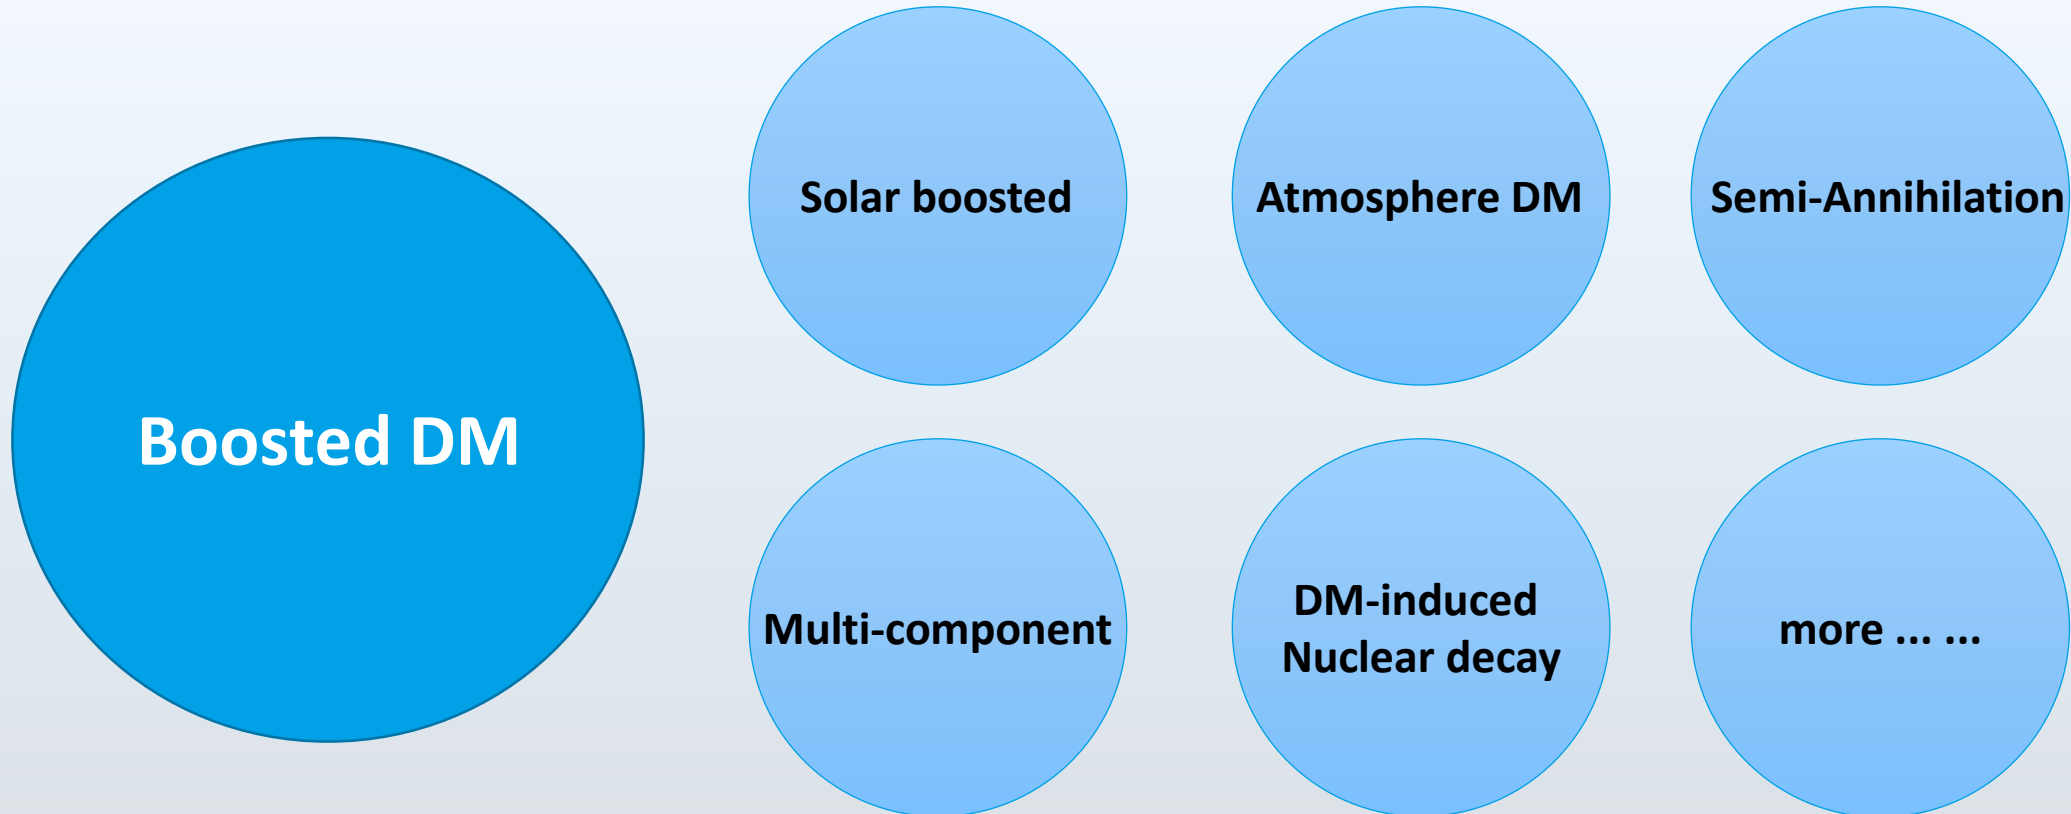 Boosted DM
Solar boosted
Atmosphere DM
Semi-Annihilation
Multi-component
DM-induced
Nuclear decay
more ... ...